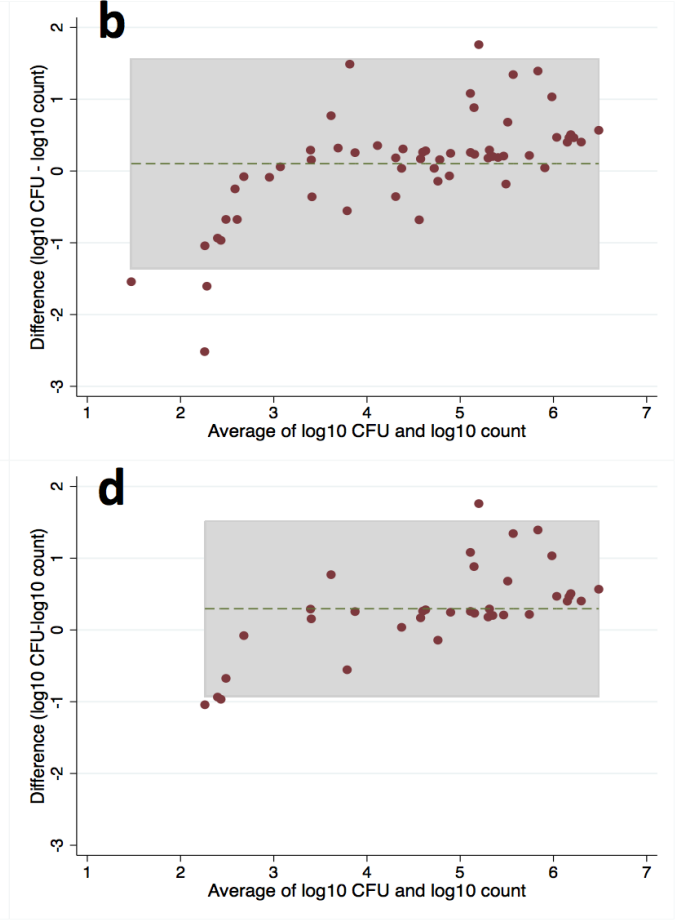 b
2
1
0
-1
-2
-3
Difference (log10 CFU - log10 count)
1 2 3 4 5 6 7
Average of log10 CFU and log10 count
d
2
1
0
-1
-2
-3
Difference (log10 CFU-log10 count)
1 2 3 4 5 6 7
Average of log10 CFU and log10 count